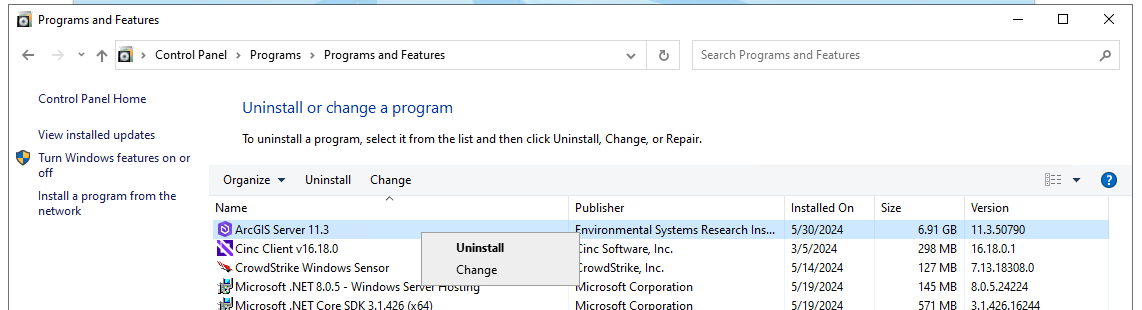 Programs and Features
Control Panel > Programs > Programs and Features
Search Programs and Features
Control Panel Home
View installed updates
Turn Windows features on or
off
Install a program from the
network
Uninstall or change a program
To uninstall a program, select it from the list and then click Uninstall, Change, or Repair.
Organize Uninstall Change
Name Publisher Installed On Size Version
ArcGIS Server 11.3 Environmental Systems Research Ins... 5/30/2024 6.91 GB 11.3.50790
Cinc Client v16.18.0 Cinc Software, Inc. 3/5/2024 298 MB 16.18.0.1
CrowdStrike Windows Sensor CrowdStrike, Inc. 5/14/2024 127 MB 7.13.18308.0
Microsoft .NET 8.0.5 - Windows Server Hosting Microsoft Corporation 5/19/2024 145 MB 8.0.5.24224
Microsoft .NET Core SDK 3.1.426 (x64) Microsoft Corporation 5/19/2024 571 MB 3.1.426.16244
Uninstall
Change